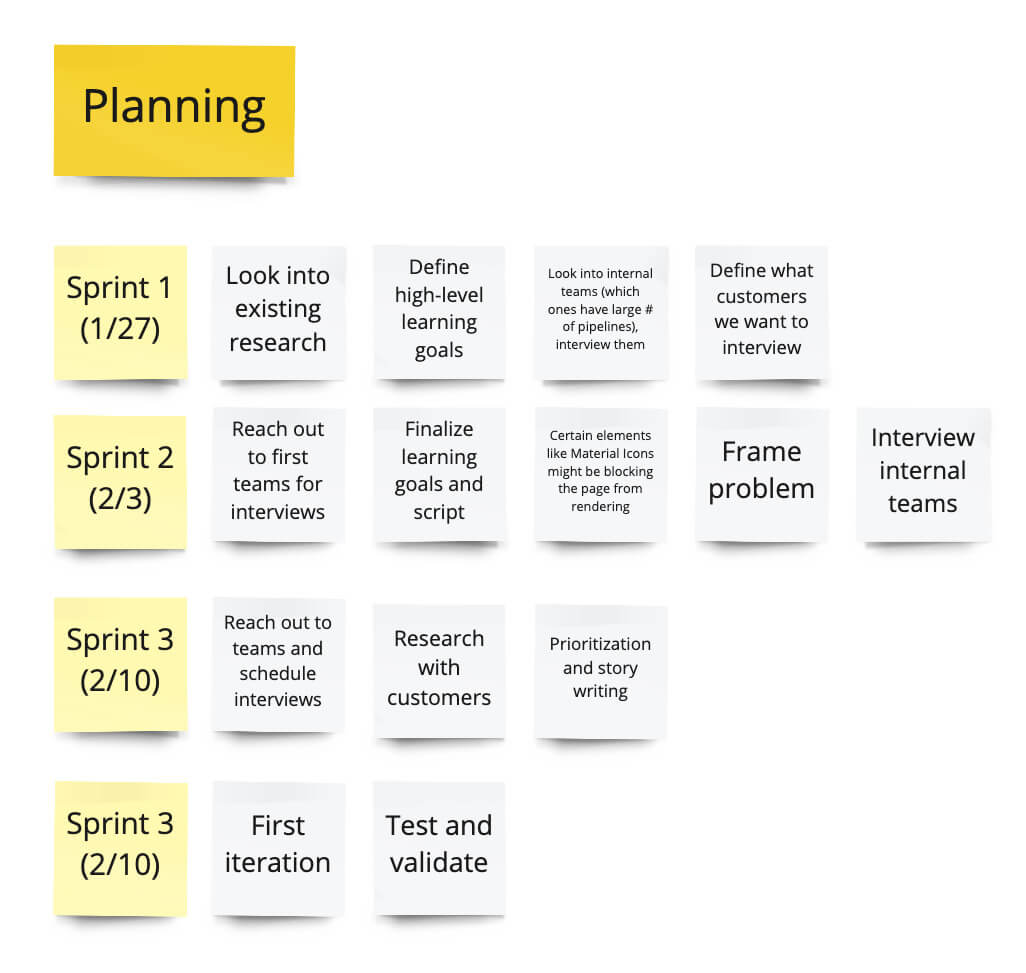 Planning
Sprint 1
(1/27)
Look into
existing
research
Define
high-level
learning
goals
Look into internal
teams (which
ones have large #
of pipelines),
interview them
Define what
customers
we want to
interview
Sprint 2
(2/3)
Reach out
to first
teams for
interviews
Finalize
learning
goals and
script
Certain elements
like Material Icons
might be blocking
the page from
rendering
Frame
problem
Interview
internal
teams
Sprint 3
(2/10)
Reach out to
teams and
schedule
interviews
Research
with
customers
Prioritization
and story
writing
Sprint 3
(2/10)
First
iteration
Test and
validate